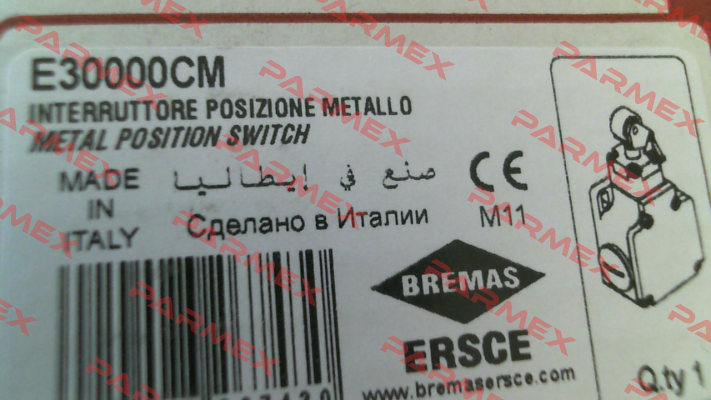 E30000CM
INTERRUTTORE POSIZIONE METALLO
METAL POSITION SWITCH
MADE IN ITALY
صنع في إيطاليا
Сделано в Италии
CE
M11
BREMAS
ERSCE
www.bremasersce.com
Q.ty 1
PARMEX